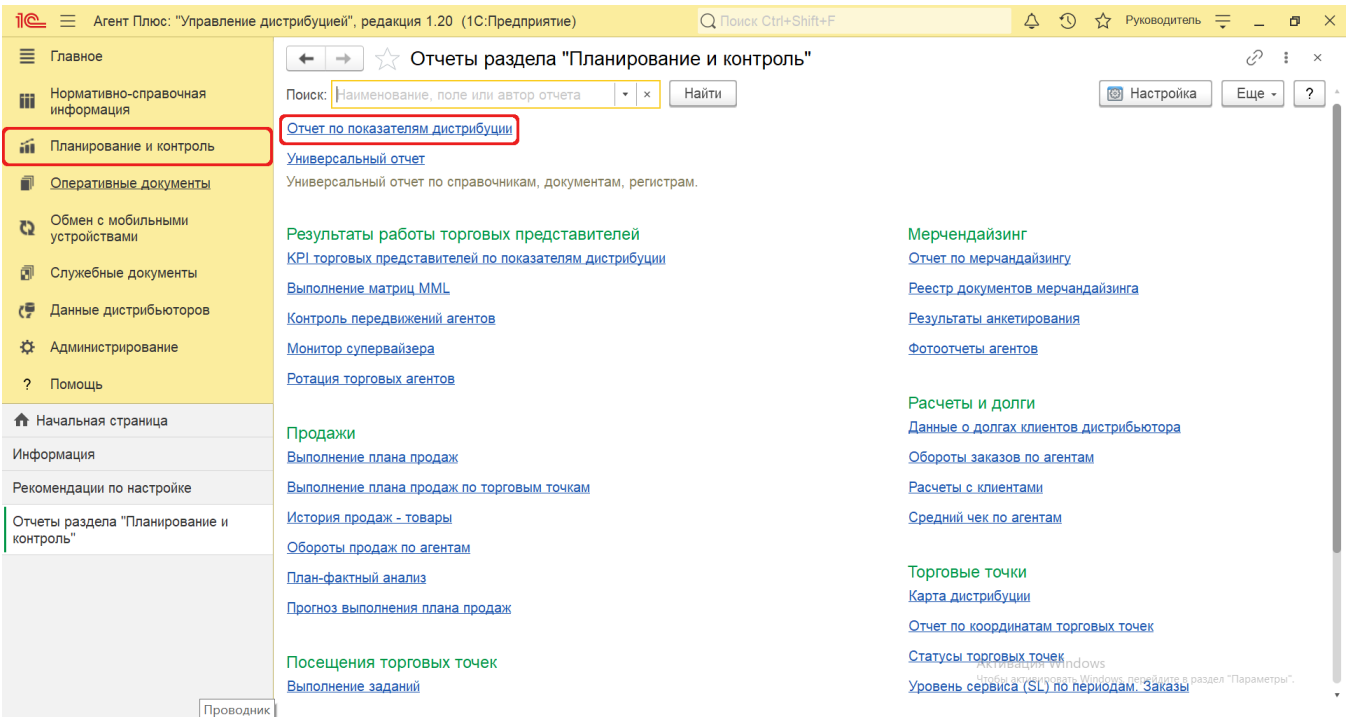 1С Агент Плюс: "Управление дистрибуцией", редакция 1.20 (1С:Предприятие)
Поиск Ctrl+Shift+F
Руководитель
Главное
Нормативно-справочная
информация
Планирование и контроль
Оперативные документы
Обмен с мобильными
устройствами
Служебные документы
Данные дистрибьюторов
Администрирование
? Помощь
Начальная страница
Информация
Рекомендации по настройке
Отчеты раздела "Планирование и
контроль"
Проводник
Отчеты раздела "Планирование и контроль"
Поиск: Наименование, поле или автор отчета
Найти
Настройка
Еще
?
Отчет по показателям дистрибуции
Универсальный отчет
Универсальный отчет по справочникам, документам, регистрам.
Результаты работы торговых представителей
KPI торговых представителей по показателям дистрибуции
Выполнение матриц MML
Контроль передвижений агентов
Монитор супервайзера
Ротация торговых агентов
Продажи
Выполнение плана продаж
Выполнение плана продаж по торговым точкам
История продаж - товары
Обороты продаж по агентам
План-фактный анализ
Прогноз выполнения плана продаж
Посещения торговых точек
Выполнение заданий
Мерчендайзинг
Отчет по мерчандайзингу
Реестр документов мерчандайзинга
Результаты анкетирования
Фотоотчеты агентов
Расчеты и долги
Данные о долгах клиентов дистрибьютора
Обороты заказов по агентам
Расчеты с клиентами
Средний чек по агентам
Торговые точки
Карта дистрибуции
Отчет по координатам торговых точек
Статусы торговых точек
Уровень сервиса (SL) по периодам. Заказы
Активация Windows
Чтобы активировать Windows, перейдите в раздел "Параметры".